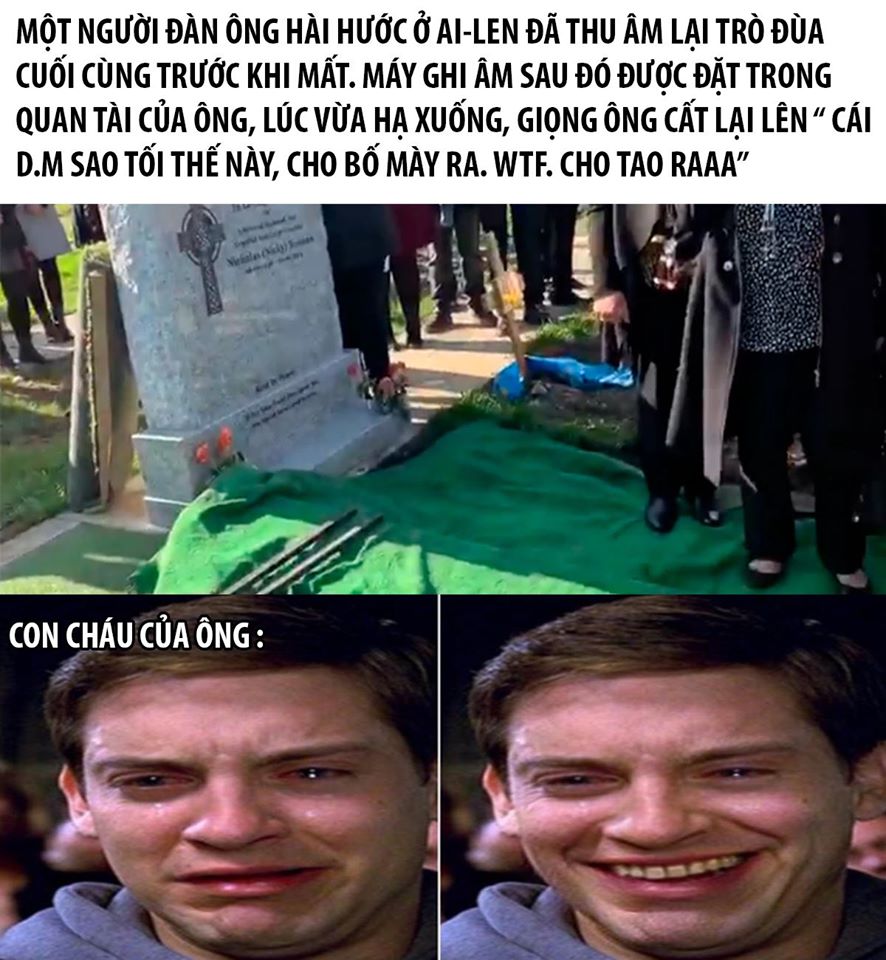 MỘT NGƯỜI ĐÀN ÔNG HÀI HƯỚC Ở AI-LEN ĐÃ THU ÂM LẠI TRÒ ĐÙA
CUỐI CÙNG TRƯỚC KHI MẤT. MÁY GHI ÂM SAU ĐÓ ĐƯỢC ĐẶT TRONG
QUAN TÀI CỦA ÔNG, LÚC VỪA HẠ XUỐNG, GIỌNG ÔNG CẤT LẠI LÊN “ CÁI
D.M SAO TỐI THẾ NÀY, CHO BỐ MÀY RA. WTF. CHO TAO RAAA”
CON CHÁU CỦA ÔNG :